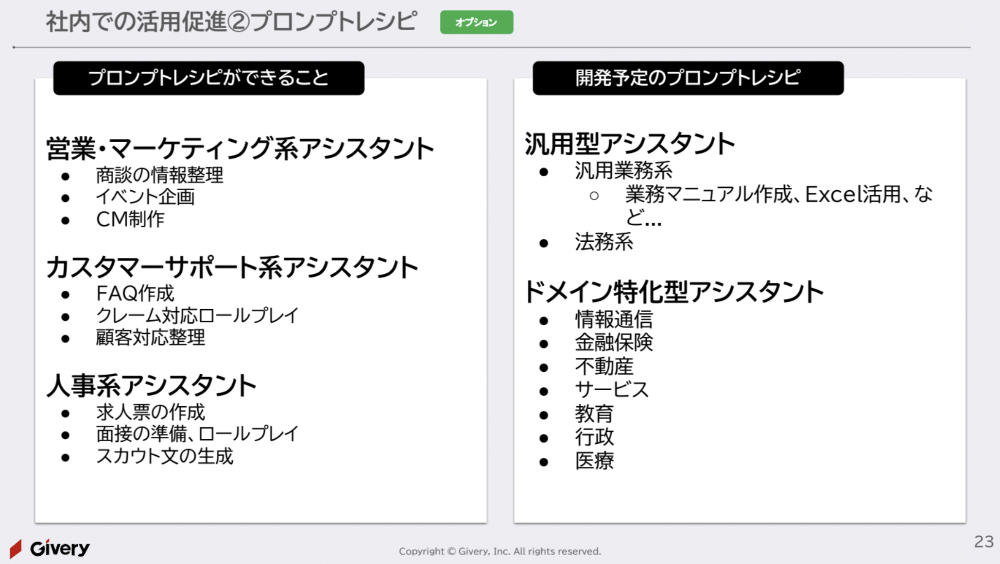 社内での活用促進②プロンプトレシピ
オプション
プロンプトレシピができること
営業・マーケティング系アシスタント
● 商談の情報整理
● イベント企画
● CM制作
カスタマーサポート系アシスタント
● FAQ作成
● クレーム対応ロールプレイ
● 顧客対応整理
人事系アシスタント
● 求人票の作成
● 面接の準備、ロールプレイ
● スカウト文の生成
開発予定のプロンプトレシピ
汎用型アシスタント
● 汎用業務系
○ 業務マニュアル作成、Excel活用、な
ど...
● 法務系
ドメイン特化型アシスタント
● 情報通信
● 金融保険
● 不動産
● サービス
● 教育
● 行政
● 医療
Givery
Copyright © Givery, Inc. All rights reserved.
23